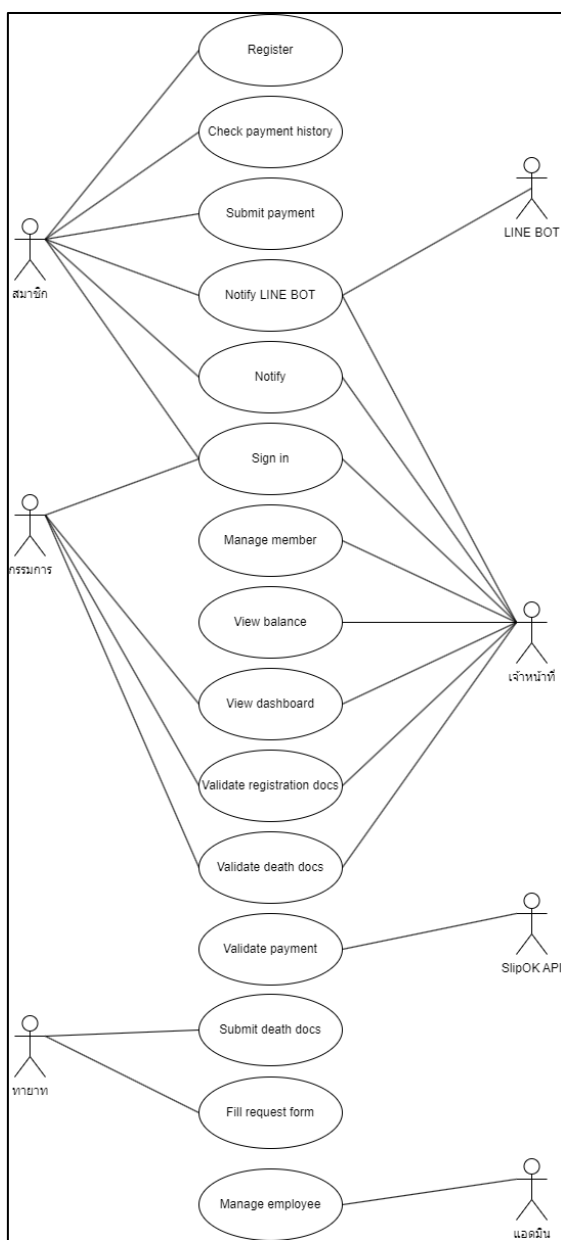 Register
Check payment history
Submit payment
LINE BOT
สมาชิก
Notify LINE BOT
Notify
Sign in
กรรมการ
Manage member
View balance
เจ้าหน้าที่
View dashboard
Validate registration docs
Validate death docs
Validate payment
SlipOK API
Submit death docs
ทายาท
Fill request form
Manage employee
แอดมิน